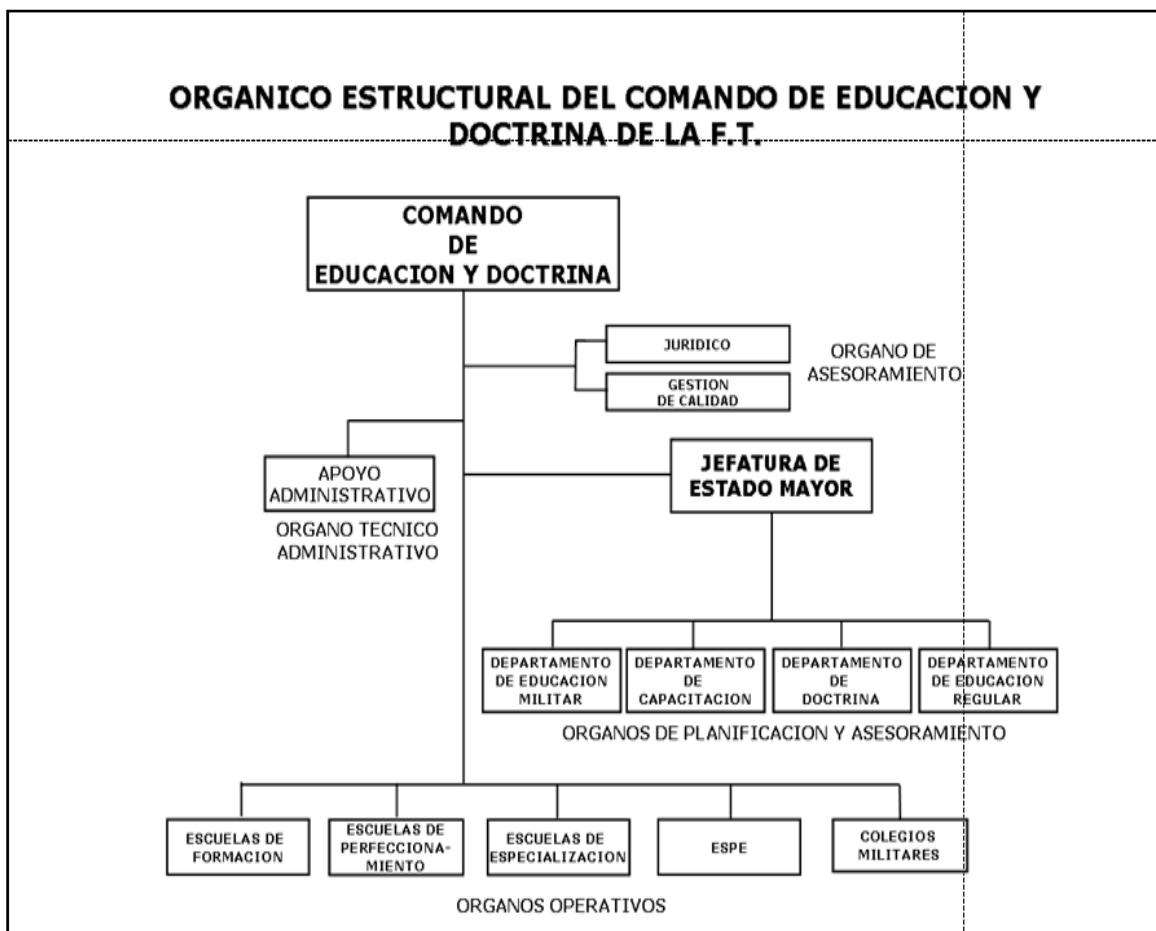 ORGANICO ESTRUCTURAL DEL COMANDO DE EDUCACION Y
DOCTRINA DE LA F.T.
COMANDO
DE
EDUCACION Y DOCTRINA
JURIDICO
GESTION
DE CALIDAD
ORGANO DE
ASESORAMIENTO
APOYO
ADMINISTRATIVO
ORGANO TECNICO
ADMINISTRATIVO
JEFATURA DE
ESTADO MAYOR
DEPARTAMENTO
DE EDUCACION
MILITAR
DEPARTAMENTO
DE
CAPACITACION
DEPARTAMENTO
DE
DOCTRINA
DEPARTAMENTO
DE EDUCACION
REGULAR
ORGANOS DE PLANIFICACION Y ASESORAMIENTO
ESCUELAS DE
FORMACION
ESCUELAS DE
PERFECCIONA-
MIENTO
ESCUELAS DE
ESPECIALIZACION
ESPE
COLEGIOS
MILITARES
ORGANOS OPERATIVOS